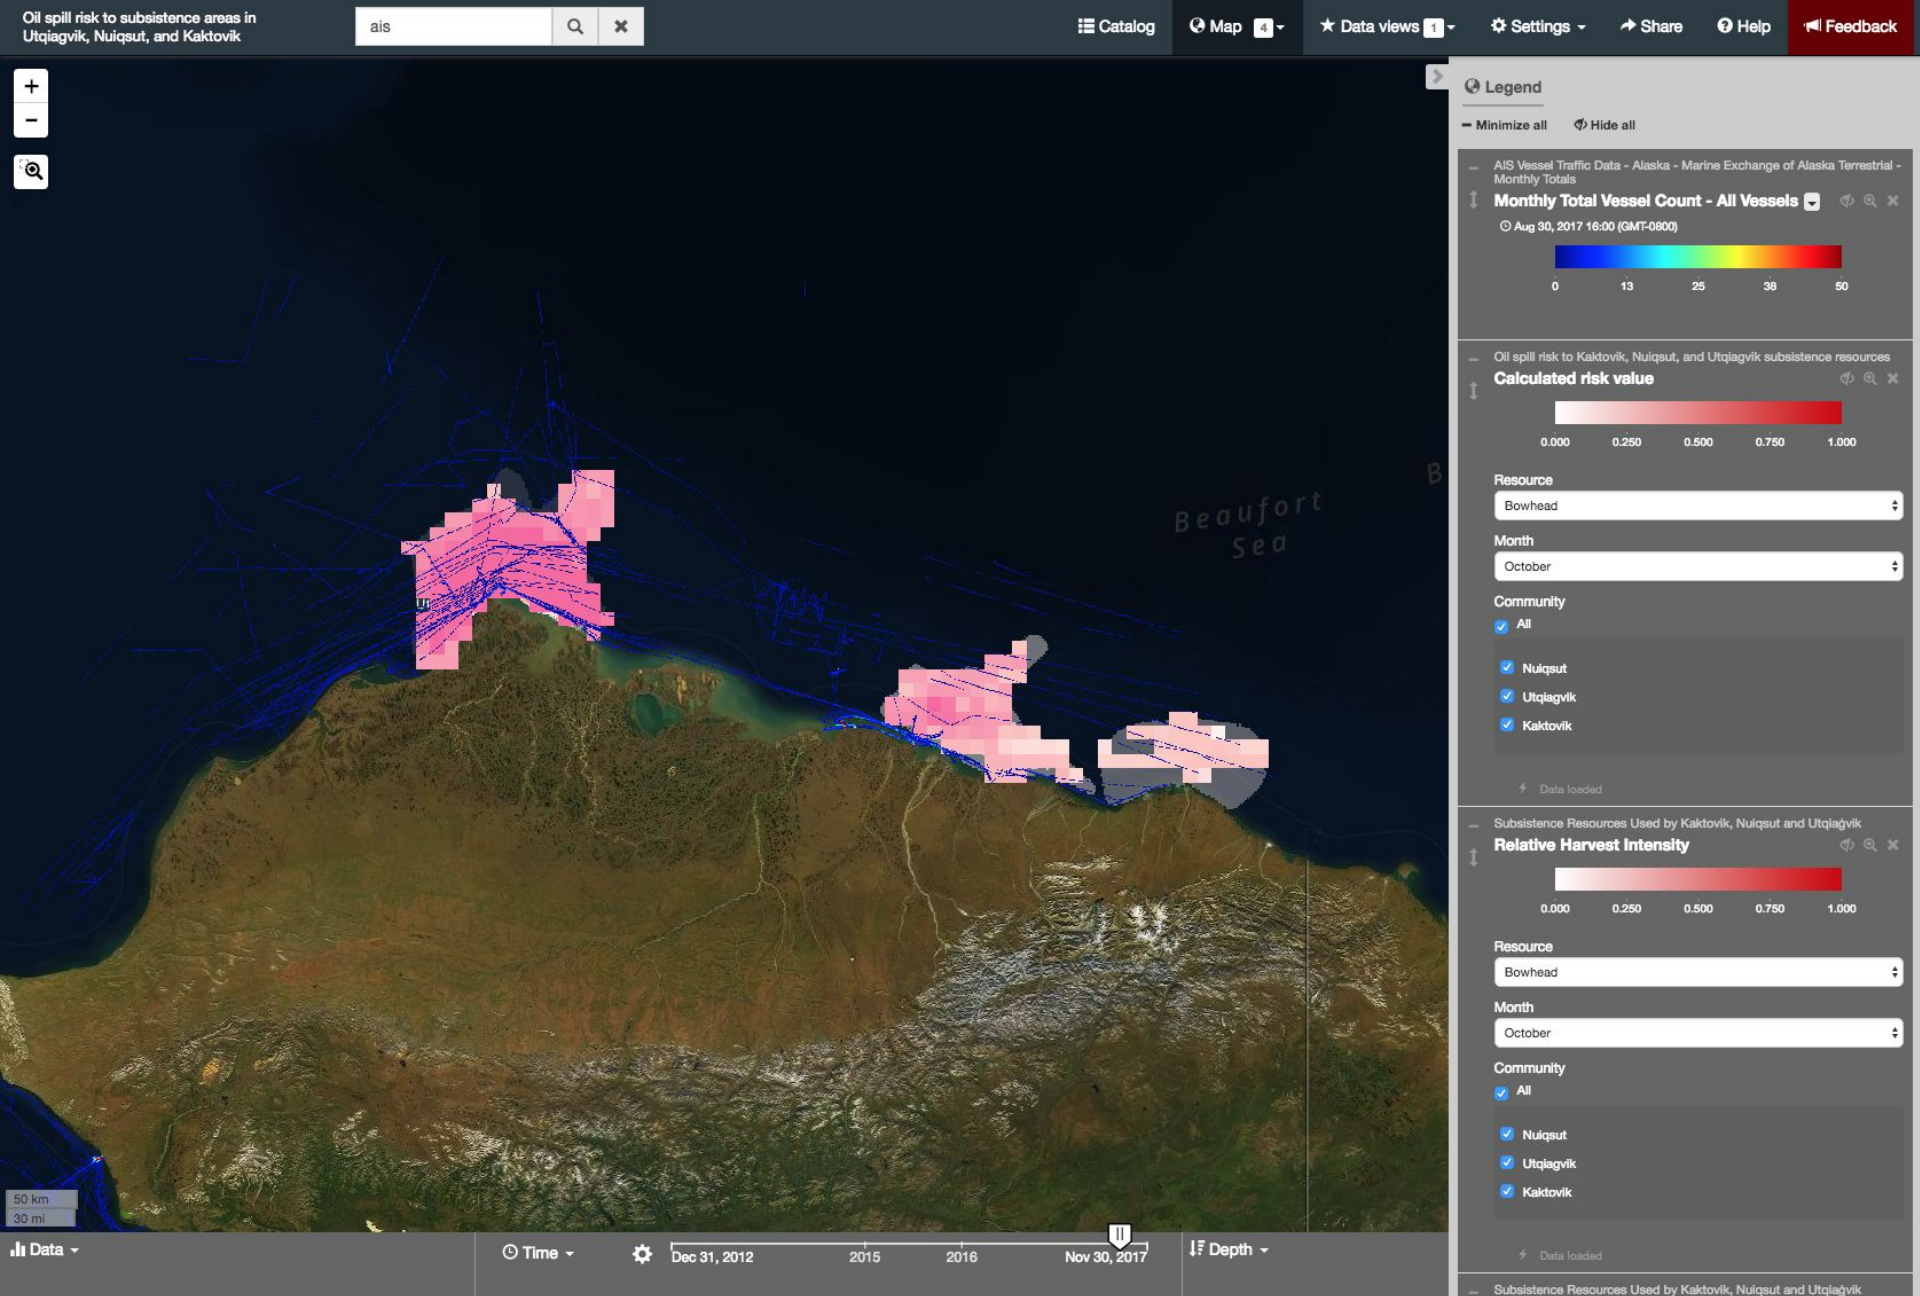 Oil spill risk to subsistence areas in
Utqiagvik, Nuiqsut, and Kaktovik
ais
Catalog
Map 4
Data views 1
Settings
Share
Help
Feedback
+
−
Legend
Minimize all
Hide all
AIS Vessel Traffic Data - Alaska - Marine Exchange of Alaska Terrestrial -
Monthly Totals
Monthly Total Vessel Count - All Vessels
Aug 30, 2017 16:00 (GMT-0800)
0 13 25 38 50
Oil spill risk to Kaktovik, Nuiqsut, and Utqiagvik subsistence resources
Calculated risk value
0.000 0.250 0.500 0.750 1.000
Resource
Bowhead
Month
October
Community
All
Nuiqsut
Utqiagvik
Kaktovik
Data loaded
Subsistence Resources Used by Kaktovik, Nuiqsut and Utqiaġvik
Relative Harvest Intensity
0.000 0.250 0.500 0.750 1.000
Resource
Bowhead
Month
October
Community
All
Nuiqsut
Utqiagvik
Kaktovik
Data loaded
Subsistence Resources Used by Kaktovik, Nuiqsut and Utqiaġvik
B
Beaufort
Sea
50 km
30 mi
Data
Time
Dec 31, 2012
2015
2016
Nov 30, 2017
Depth